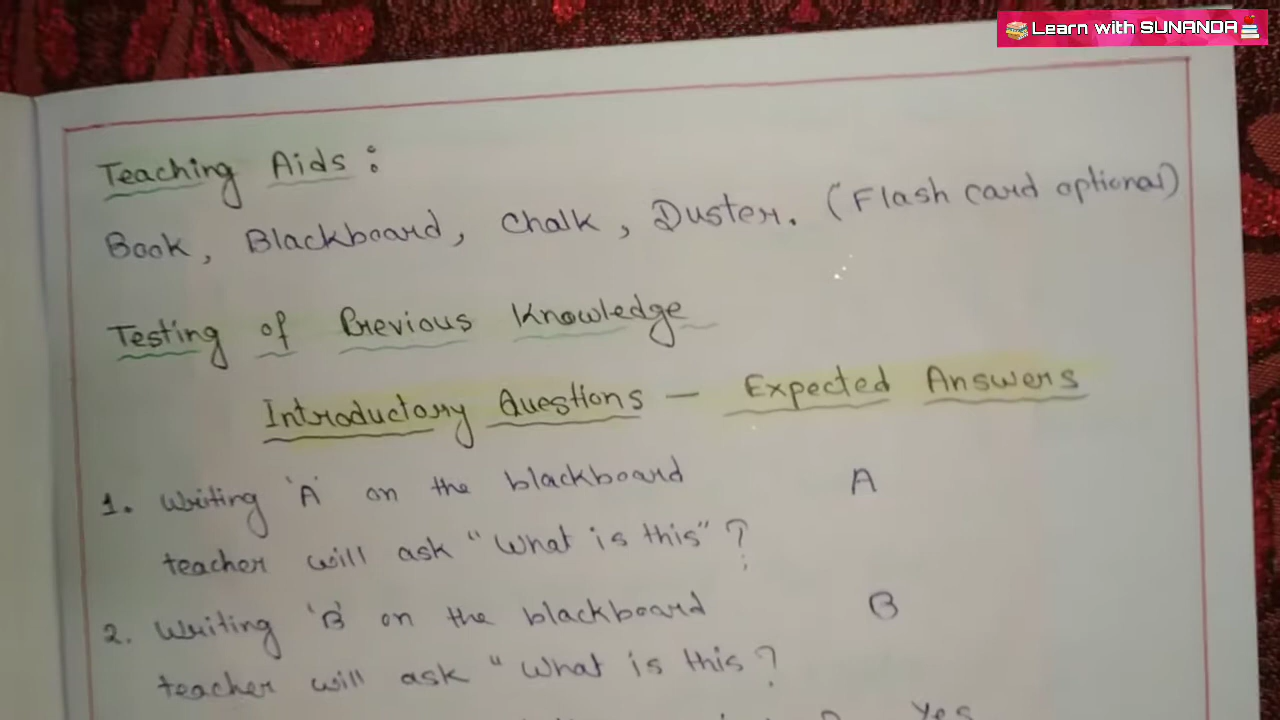 Learn with SUNANDA
Teaching Aids:
Book, Blackboard, Chalk, Duster. (Flash card optional)
Testing of Previous Knowledge
Introductory Questions — Expected Answers
1. Writing 'A' on the blackboard A
teacher will ask "What is this"?
2. Writing 'B' on the blackboard B
teacher will ask "What is this?
Yes